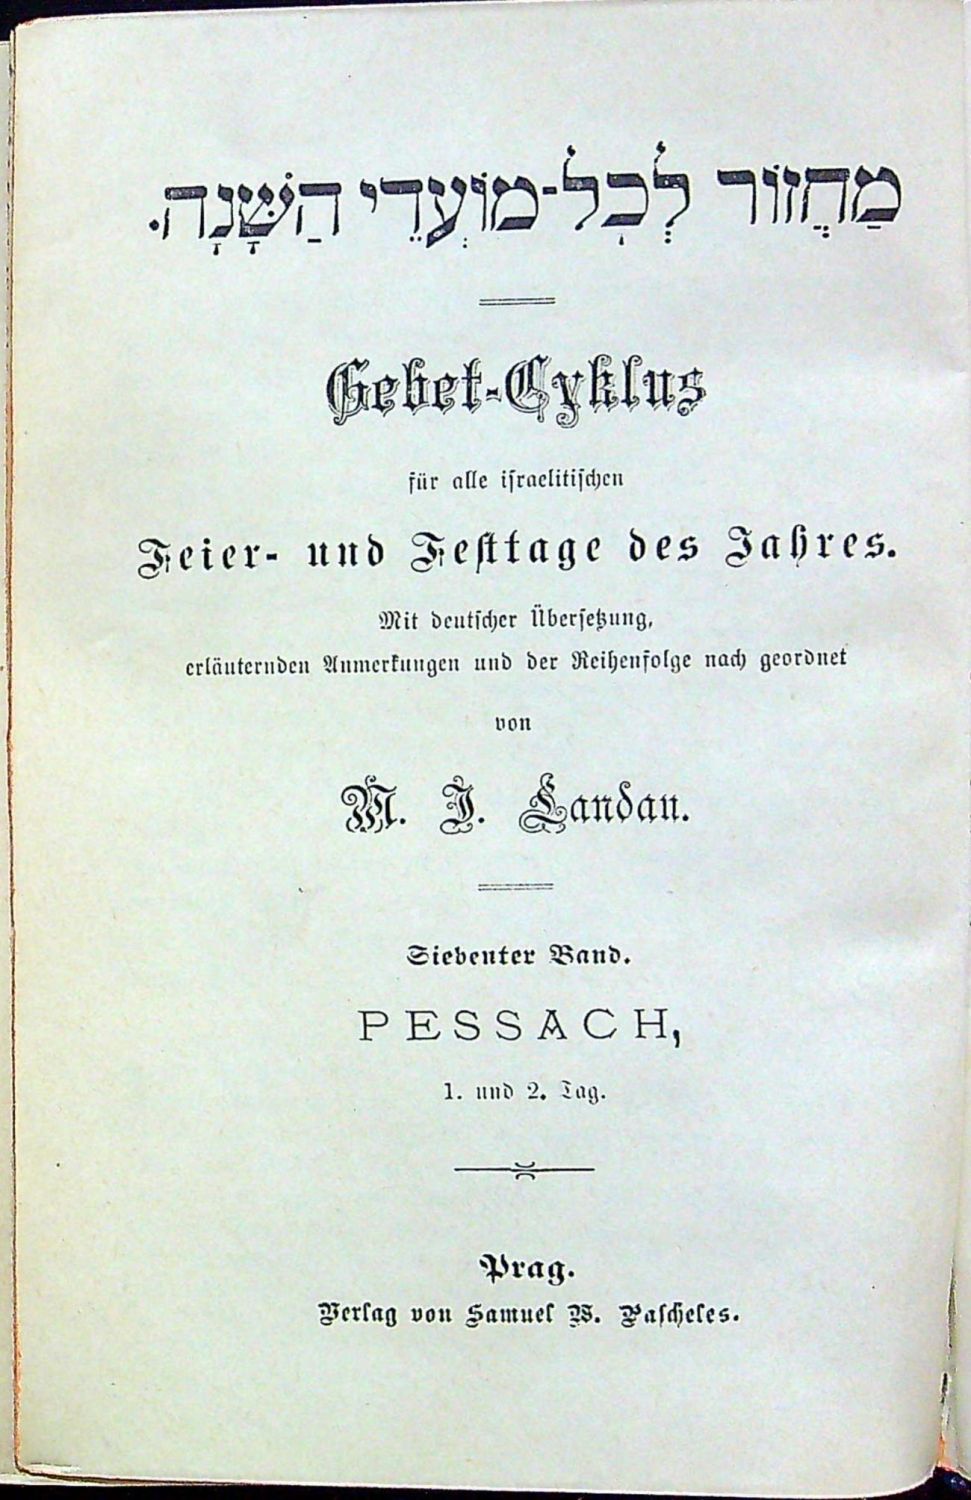 מַחֲזוֹר לְכָל־מוֹעֲדֵי הַשָּׁנָה.
Gebet-Cyklus
für alle israelitischen
Feier- und Festtage des Jahres.
Mit deutscher Übersetzung,
erläuternden Anmerkungen und der Reihenfolge nach geordnet
von
M. J. Landau.
Siebenter Band.
PESSACH,
1. und 2. Tag.
Prag.
Verlag von Samuel W. Pascheles.